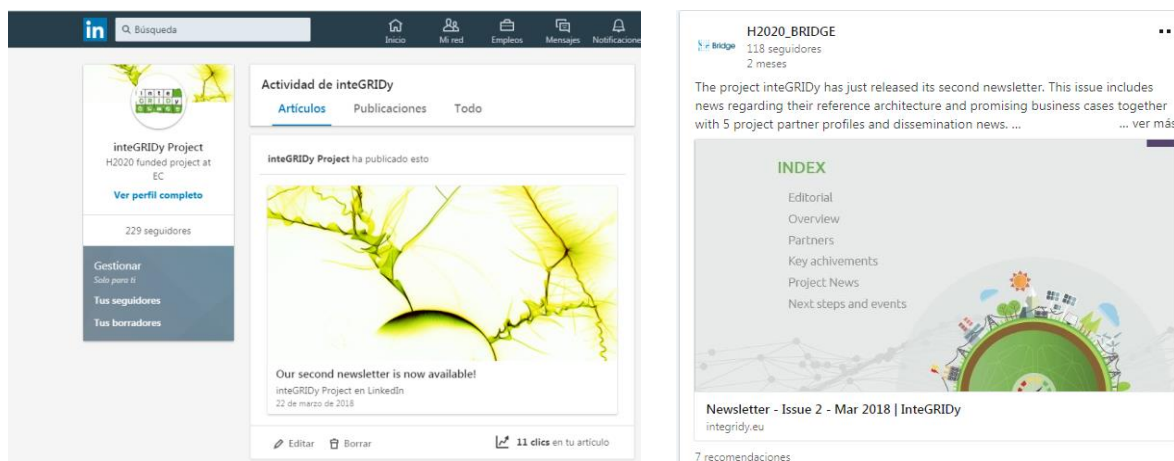 in
Búsqueda
Inicio
Mi red
Empleos
Mensajes
Notificacione
inte
GRIDy
inteGRIDy Project
H2020 funded project at
EC
Ver perfil completo
229 seguidores
Gestionar
Solo para ti
Tus seguidores
Tus borradores
Actividad de inteGRIDy
Artículos
Publicaciones
Todo
inteGRIDy Project ha publicado esto
Our second newsletter is now available!
inteGRIDy Project en LinkedIn
22 de marzo de 2018
Editar
Borrar
11 clics en tu artículo
Bridge
H2020_BRIDGE
118 seguidores
2 meses
The project inteGRIDy has just released its second newsletter. This issue includes
news regarding their reference architecture and promising business cases together
with 5 project partner profiles and dissemination news. ...
... ver más
INDEX
Editorial
Overview
Partners
Key achivements
Project News
Next steps and events
Newsletter - Issue 2 - Mar 2018 | InteGRIDy
integridy.eu
7 recomendaciones